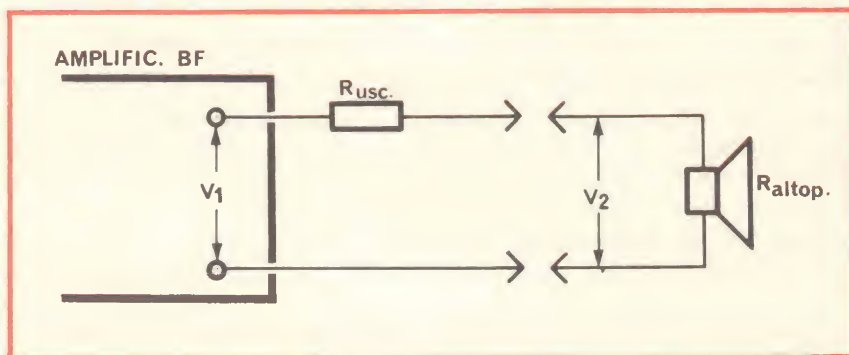 AMPLIFIC. BF
Rusc.
V1
V2
Raltop.